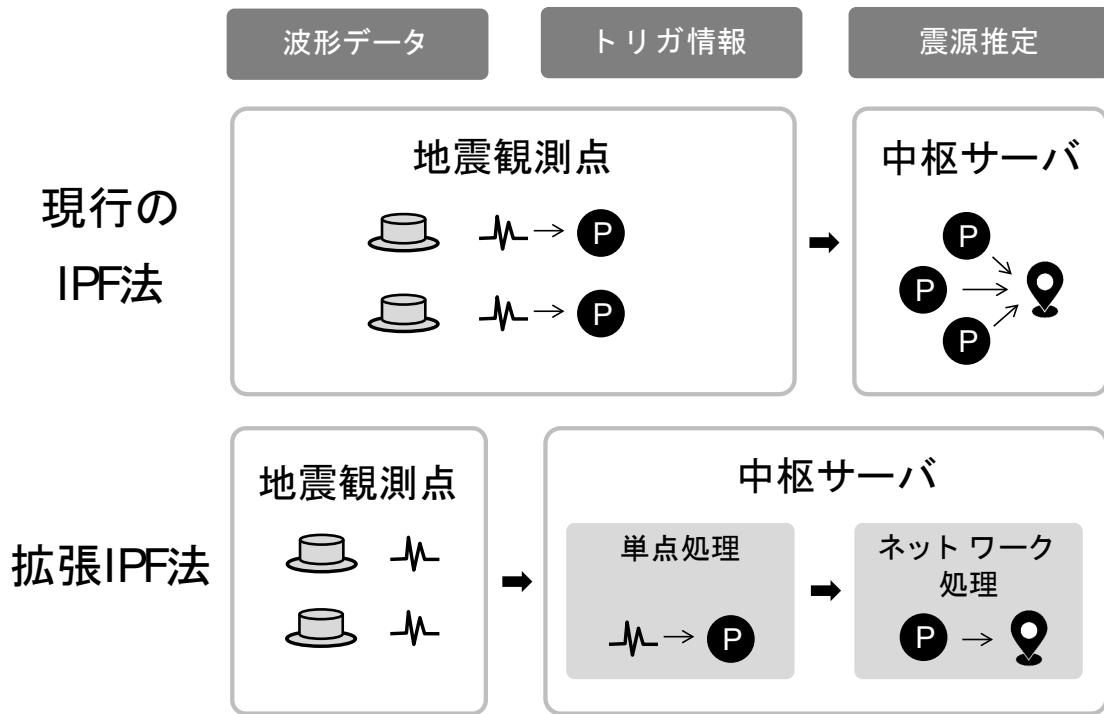 波形データ
トリガ情報
震源推定
現行の
IPF法
地震観測点
P
P
中枢サーバ
P
P
P
拡張IPF法
地震観測点
中枢サーバ
単点処理
P
ネットワーク
処理
P